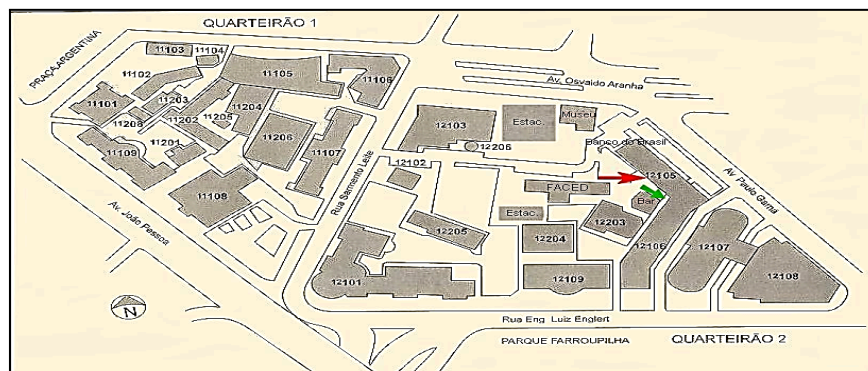 QUARTEIRÃO 1
PRAÇA ARGENTINA
11103
11104
11102
11105
11106
11101
11203
11204
11208
11202
11205
11201
11206
11109
11107
11108
Av. João Pessoa
Rua Sarmento Leite
Av. Osvaldo Aranha
12103
Estac.
Museu
12206
Banco do Brasil
12102
12105
Av Paulo Gama
FACED
Bar
Estac.
12205
12204
12203
12106
12107
12101
12109
12108
N
Rua Eng Luiz Englert
PARQUE FARROUPILHA
QUARTEIRÃO 2